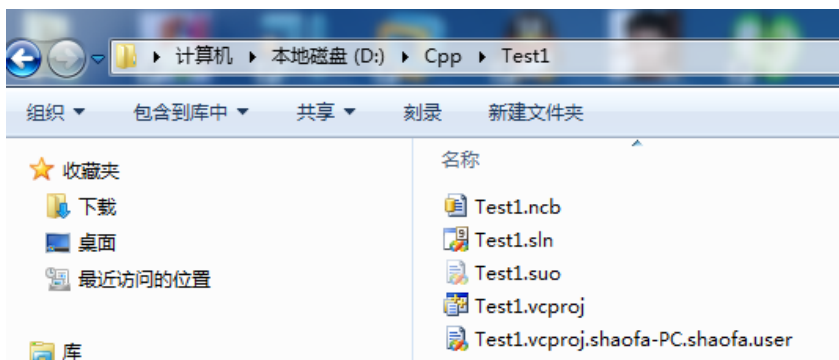 计算机 本地磁盘 (D:) Cpp Test1
组织 包含到库中 共享 刻录 新建文件夹
收藏夹
下载
桌面
最近访问的位置
库
名称
Test1.ncb
Test1.sln
Test1.suo
Test1.vcproj
Test1.vcproj.shaofa-PC.shaofa.user